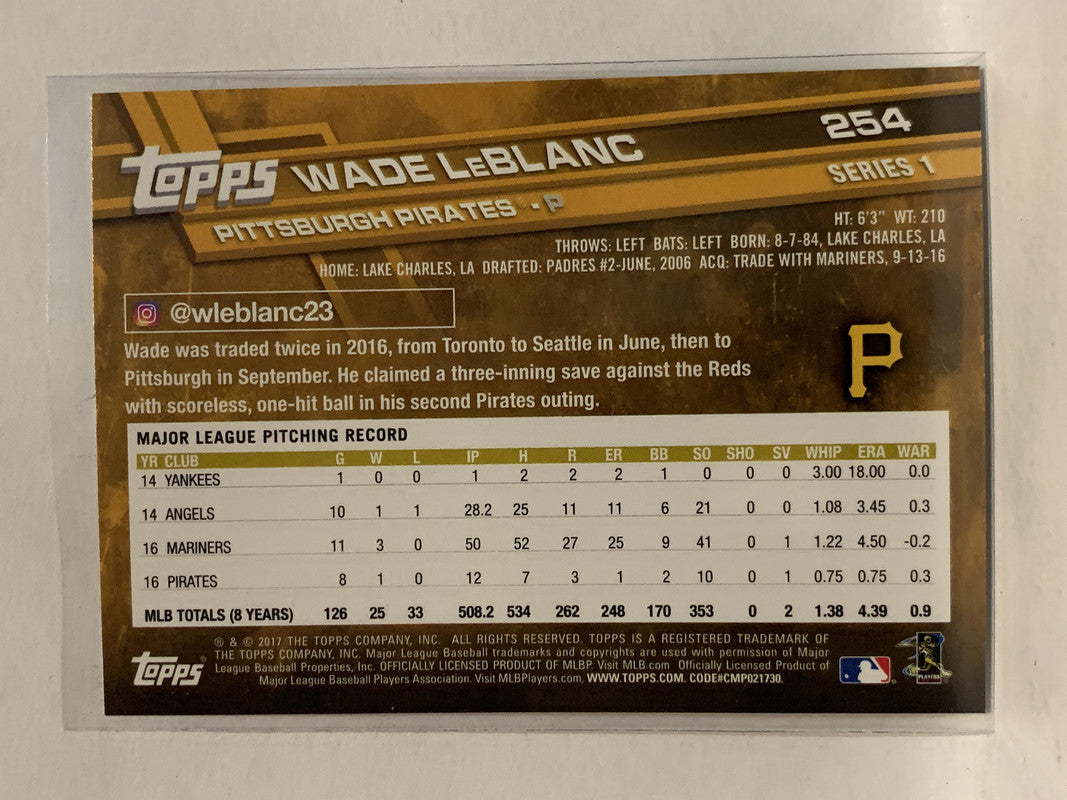 254
TOPPS WADE LeBLANC
SERIES 1
PITTSBURGH PIRATES • P
HT: 6'3" WT: 210
THROWS: LEFT BATS: LEFT BORN: 8-7-84, LAKE CHARLES, LA
HOME: LAKE CHARLES, LA DRAFTED: PADRES #2-JUNE, 2006 ACQ: TRADE WITH MARINERS, 9-13-16
@wleblanc23
Wade was traded twice in 2016, from Toronto to Seattle in June, then to
Pittsburgh in September. He claimed a three-inning save against the Reds
with scoreless, one-hit ball in his second Pirates outing.
P
MAJOR LEAGUE PITCHING RECORD
YR CLUB G W L IP H R ER BB SO SHO SV WHIP ERA WAR
14 YANKEES 1 0 0 1 2 2 2 1 0 0 0 3.00 18.00 0.0
14 ANGELS 10 1 1 28.2 25 11 11 6 21 0 0 1.08 3.45 0.3
16 MARINERS 11 3 0 50 52 27 25 9 41 0 1 1.22 4.50 -0.2
16 PIRATES 8 1 0 12 7 3 1 2 10 0 1 0.75 0.75 0.3
MLB TOTALS (8 YEARS) 126 25 33 508.2 534 262 248 170 353 0 2 1.38 4.39 0.9
® & © 2017 THE TOPPS COMPANY, INC. ALL RIGHTS RESERVED. TOPPS IS A REGISTERED TRADEMARK OF
THE TOPPS COMPANY, INC. Major League Baseball trademarks and copyrights are used with permission of Major
League Baseball Properties, Inc. OFFICIALLY LICENSED PRODUCT OF MLBP. Visit MLB.com Officially Licensed Product of
Major League Baseball Players Association. Visit MLBPlayers.com. WWW.TOPPS.COM. CODE#CMP021730.
TOPPS®
PLAYERS